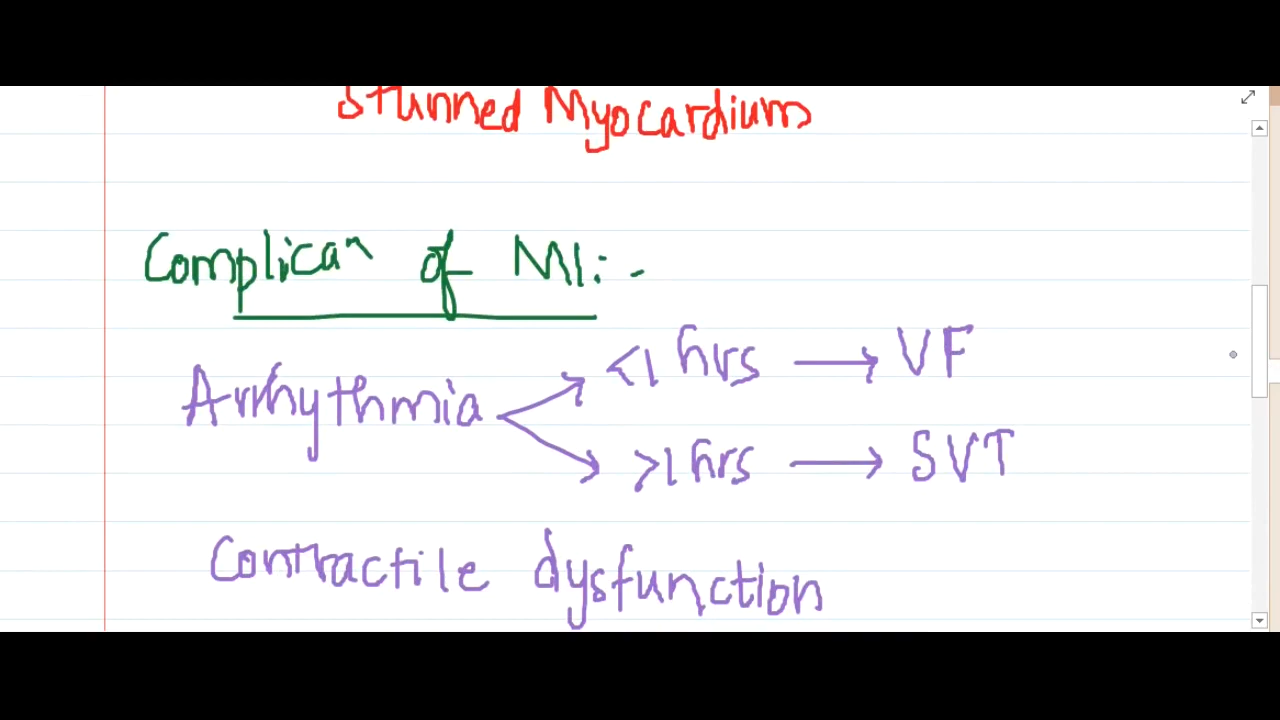 Stunned Myocardium
Complicaⁿ of MI:-
Arrhythmia <1 hrs → VF
>1 hrs → SVT
Contractile dysfunction